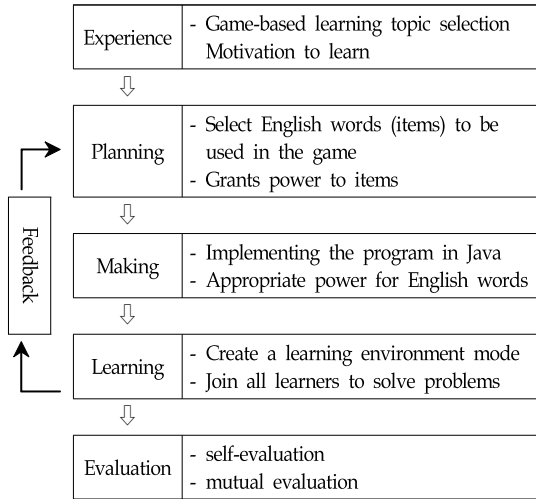 Experience
- Game-based learning topic selection
Motivation to learn
Planning
- Select English words (items) to be
used in the game
- Grants power to items
Feedback
Making
- Implementing the program in Java
- Appropriate power for English words
Learning
- Create a learning environment mode
- Join all learners to solve problems
Evaluation
- self-evaluation
- mutual evaluation